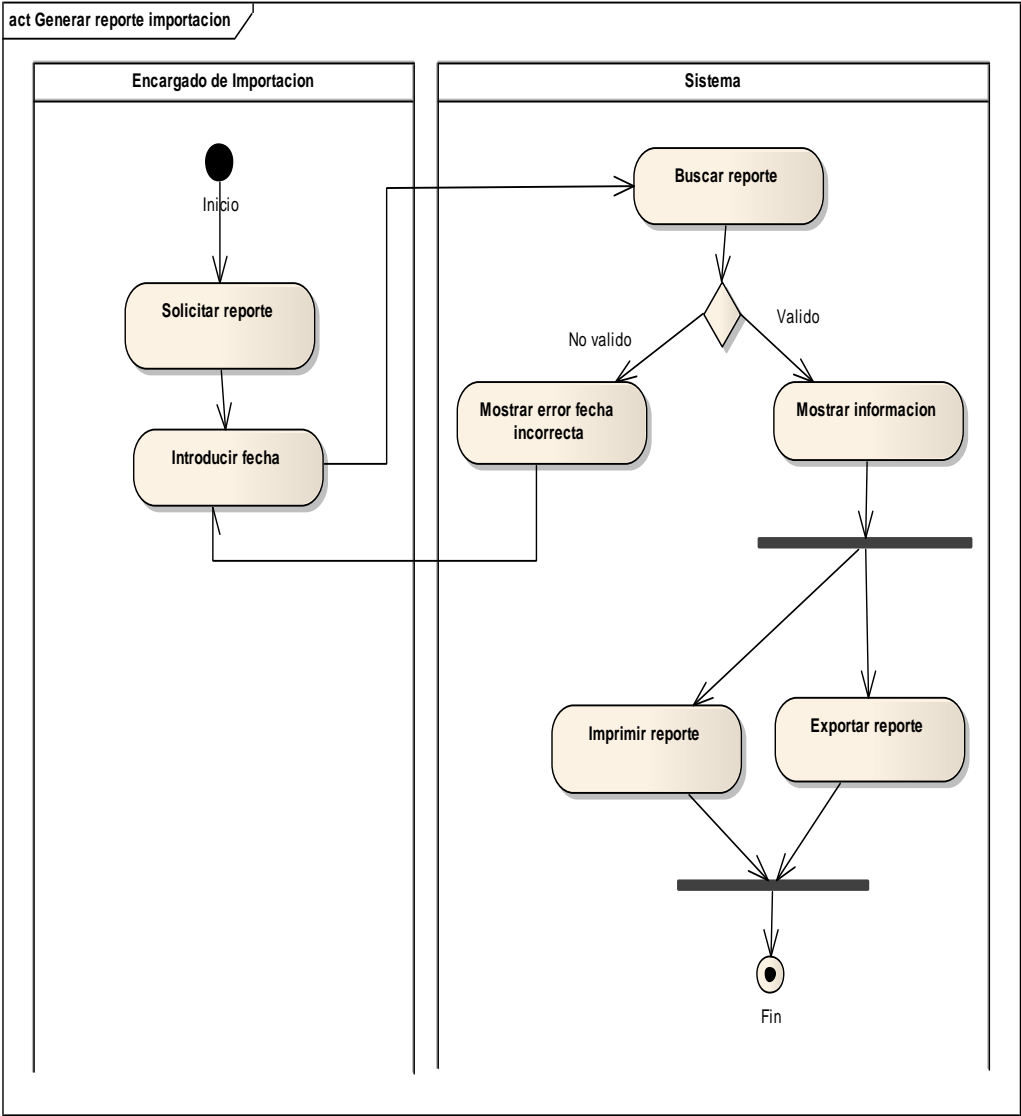 act Generar reporte importacion
Encargado de Importacion
Sistema
Inicio
Buscar reporte
Solicitar reporte
Valido
No valido
Mostrar error fecha
incorrecta
Mostrar informacion
Introducir fecha
Imprimir reporte
Exportar reporte
Fin